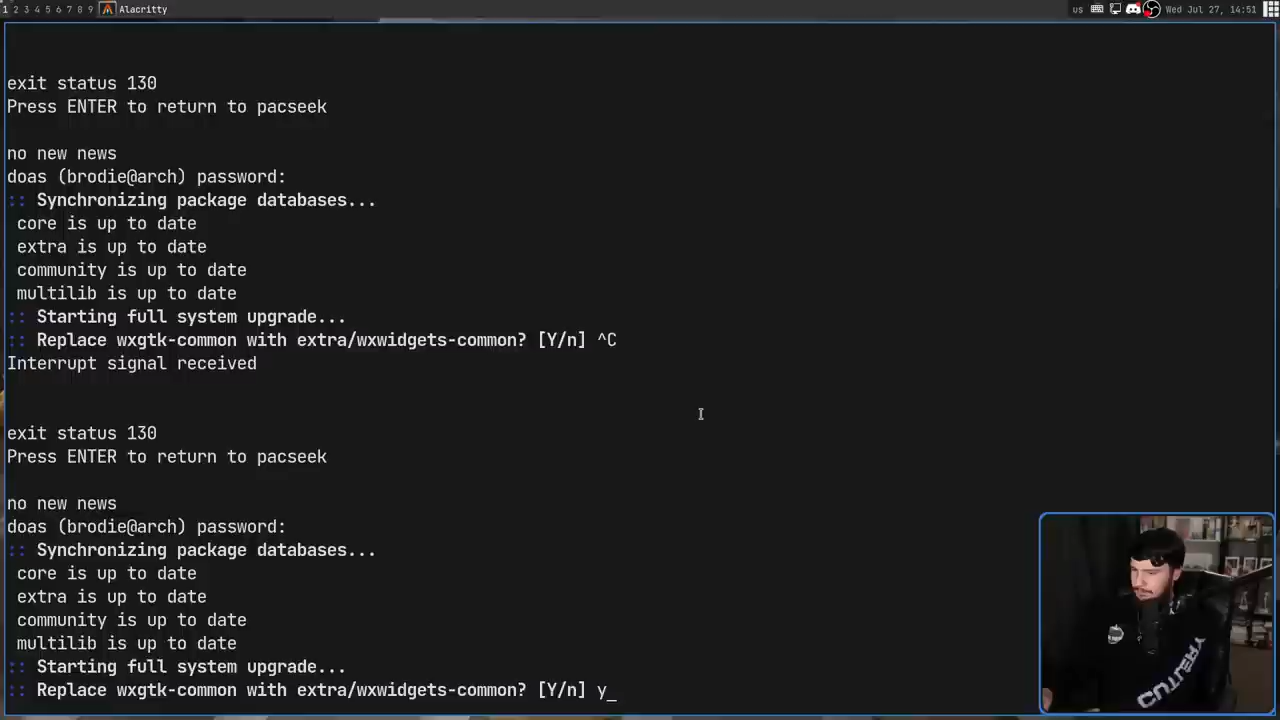 1 2 3 4 5 6 7 8 9 Alacritty us Wed Jul 27, 14:51
exit status 130
Press ENTER to return to pacseek
no new news
doas (brodie@arch) password:
:: Synchronizing package databases...
core is up to date
extra is up to date
community is up to date
multilib is up to date
:: Starting full system upgrade...
:: Replace wxgtk-common with extra/wxwidgets-common? [Y/n] ^C
Interrupt signal received
exit status 130
Press ENTER to return to pacseek
no new news
doas (brodie@arch) password:
:: Synchronizing package databases...
core is up to date
extra is up to date
community is up to date
multilib is up to date
:: Starting full system upgrade...
:: Replace wxgtk-common with extra/wxwidgets-common? [Y/n] y_